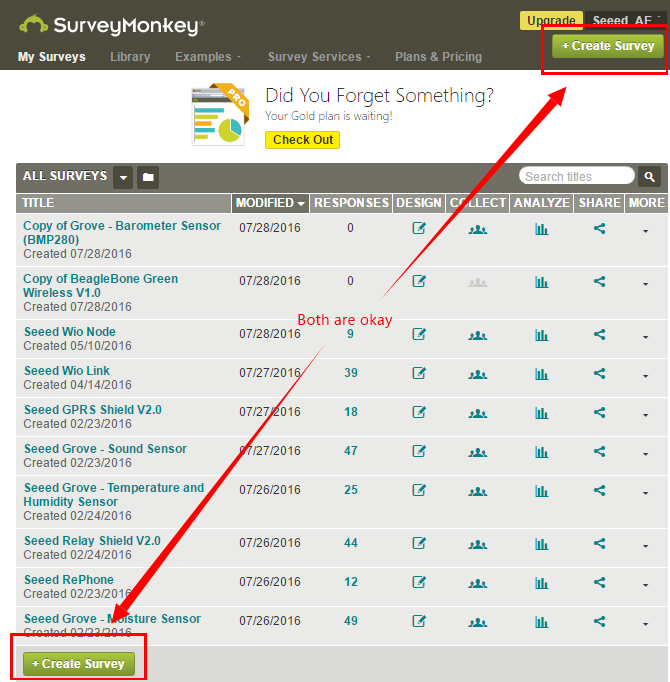 SurveyMonkey®
Upgrade Seeed_AE
My Surveys Library Examples Survey Services Plans & Pricing
+ Create Survey
PRO
Did You Forget Something?
Your Gold plan is waiting!
Check Out
ALL SURVEYS Search titles
TITLE MODIFIED RESPONSES DESIGN COLLECT ANALYZE SHARE MORE
Copy of Grove - Barometer Sensor 07/28/2016 0
(BMP280)
Created 07/28/2016
Copy of BeagleBone Green 07/28/2016 0
Wireless V1.0
Created 07/28/2016
Both are okay
Seeed Wio Node 07/28/2016 9
Created 05/10/2016
Seeed Wio Link 07/27/2016 39
Created 04/14/2016
Seeed GPRS Shield V2.0 07/27/2016 18
Created 02/23/2016
Seeed Grove - Sound Sensor 07/27/2016 47
Created 02/23/2016
Seeed Grove - Temperature and 07/26/2016 25
Humidity Sensor
Created 02/24/2016
Seeed Relay Shield V2.0 07/26/2016 44
Created 02/24/2016
Seeed RePhone 07/26/2016 12
Created 02/23/2016
Seeed Grove - Moisture Sensor 07/26/2016 49
Created 02/23/2016
+ Create Survey